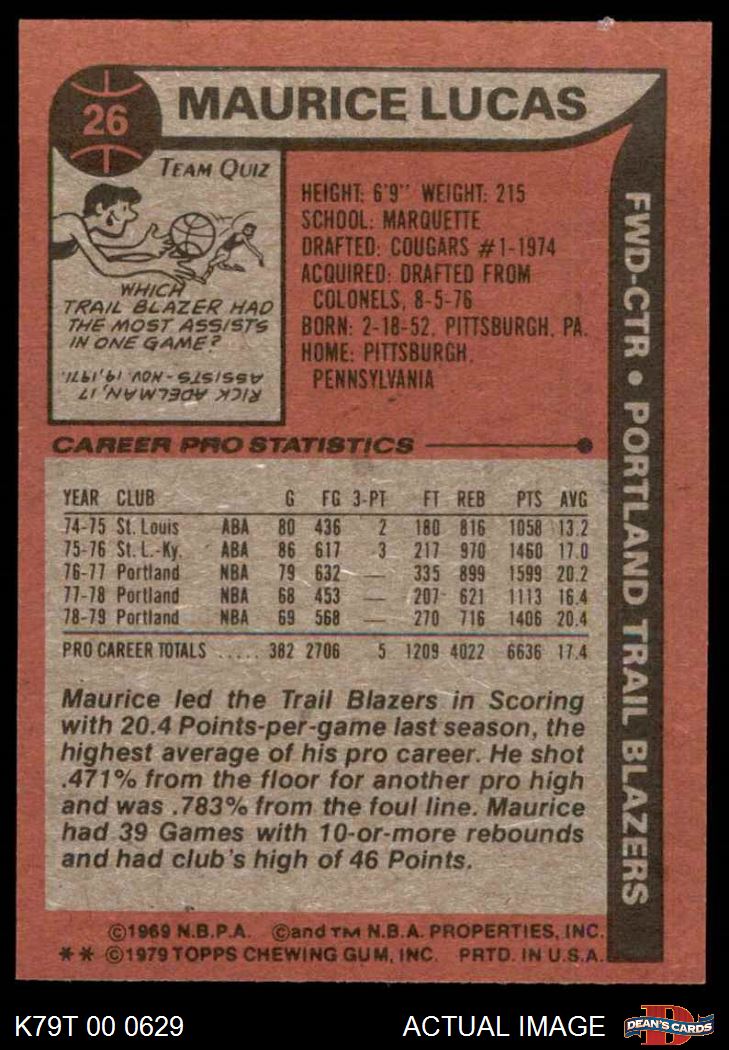 26
MAURICE LUCAS
TEAM QUIZ
WHICH
TRAIL BLAZER HAD
THE MOST ASSISTS
IN ONE GAME?
RICK ADELMAN, 17
ASSISTS - NOV. 19, 1971.
HEIGHT: 6'9" WEIGHT: 215
SCHOOL: MARQUETTE
DRAFTED: COUGARS #1-1974
ACQUIRED: DRAFTED FROM
COLONELS, 8-5-76
BORN: 2-18-52, PITTSBURGH, PA.
HOME: PITTSBURGH,
PENNSYLVANIA
FWD-CTR • PORTLAND TRAIL BLAZERS
CAREER PRO STATISTICS
YEAR CLUB G FG 3-PT FT REB PTS AVG
74-75 St. Louis ABA 80 436 2 180 816 1058 13.2
75-76 St. L.-Ky. ABA 86 617 3 217 970 1460 17.0
76-77 Portland NBA 79 632 — 335 899 1599 20.2
77-78 Portland NBA 68 453 — 207 621 1113 16.4
78-79 Portland NBA 69 568 — 270 716 1406 20.4
PRO CAREER TOTALS ..... 382 2706 5 1209 4022 6636 17.4
Maurice led the Trail Blazers in Scoring
with 20.4 Points-per-game last season, the
highest average of his pro career. He shot
.471% from the floor for another pro high
and was .783% from the foul line. Maurice
had 39 Games with 10-or-more rebounds
and had club's high of 46 Points.
©1969 N.B.P.A. ©and TM N.B.A. PROPERTIES, INC.
** ©1979 TOPPS CHEWING GUM, INC. PRTD. IN U.S.A.
K79T 00 0629 ACTUAL IMAGE
D
DEAN'S CARDS